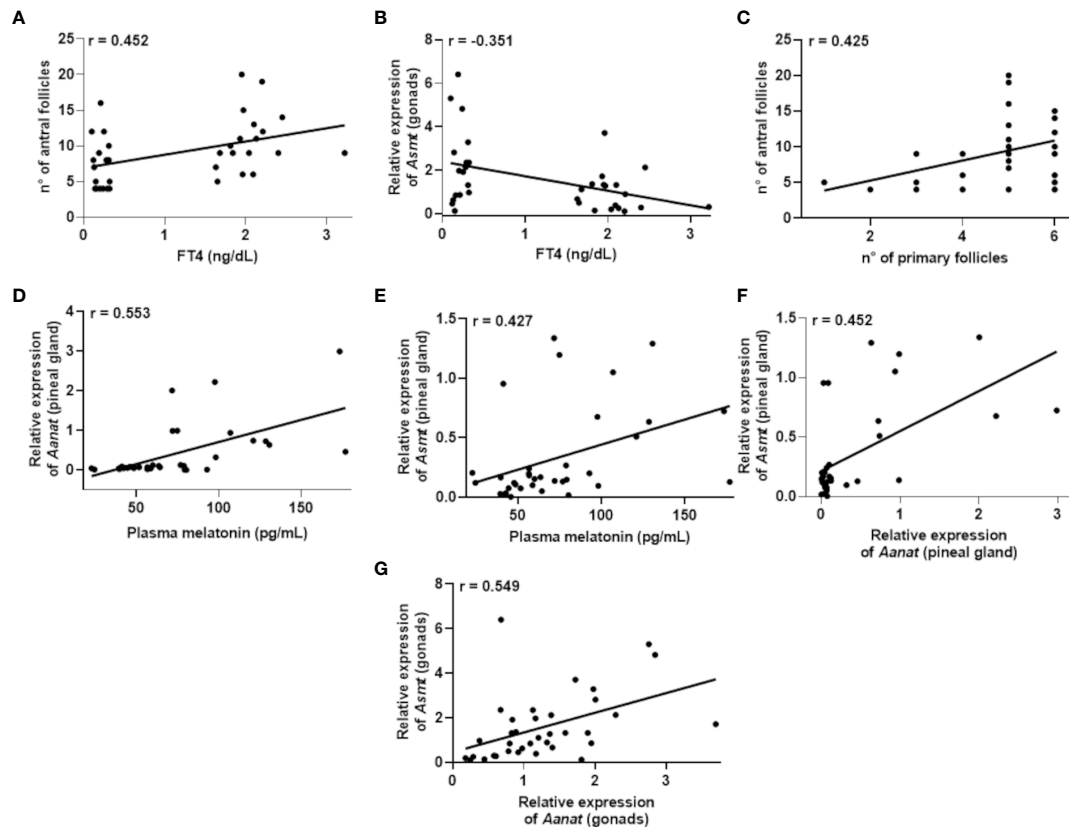 A
r = 0.452
n° of antral follicles
25
20
15
10
5
0
0
1
2
3
FT4 (ng/dL)
B
r = -0.351
Relative expression
of Asmt (gonads)
8
6
4
2
0
0
1
2
3
FT4 (ng/dL)
C
r = 0.425
n° of antral follicles
25
20
15
10
5
0
2
4
6
n° of primary follicles
D
r = 0.553
Relative expression
of Aanat (pineal gland)
4
3
2
1
0
50
100
150
Plasma melatonin (pg/mL)
E
r = 0.427
Relative expression
of Asmt (pineal gland)
1.5
1.0
0.5
0.0
50
100
150
Plasma melatonin (pg/mL)
F
r = 0.452
Relative expression
of Asmt (pineal gland)
1.5
1.0
0.5
0.0
0
1
2
3
Relative expression
of Aanat (pineal gland)
G
r = 0.549
Relative expression
of Asmt (gonads)
8
6
4
2
0
0
1
2
3
Relative expression
of Aanat (gonads)